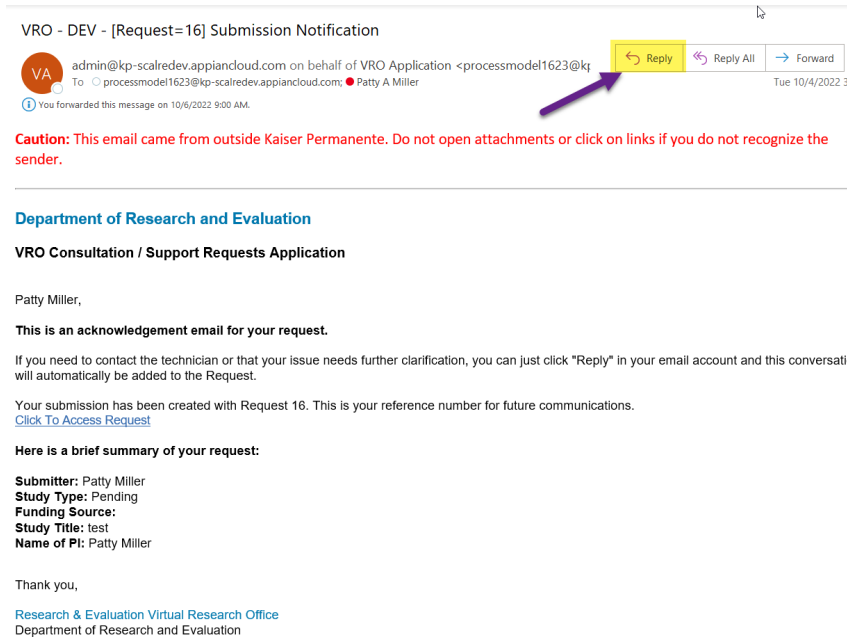 VRO - DEV - [Request=16] Submission Notification
VA
admin@kp-scalredev.appiancloud.com on behalf of VRO Application <processmodel1623@kp
Reply
Reply All
Forward
To processmodel1623@kp-scalredev.appiancloud.com; Patty A Miller
Tue 10/4/2022 3
You forwarded this message on 10/6/2022 9:00 AM.
Caution: This email came from outside Kaiser Permanente. Do not open attachments or click on links if you do not recognize the
sender.
Department of Research and Evaluation
VRO Consultation / Support Requests Application
Patty Miller,
This is an acknowledgement email for your request.
If you need to contact the technician or that your issue needs further clarification, you can just click "Reply" in your email account and this conversati
will automatically be added to the Request.
Your submission has been created with Request 16. This is your reference number for future communications.
Click To Access Request
Here is a brief summary of your request:
Submitter: Patty Miller
Study Type: Pending
Funding Source:
Study Title: test
Name of PI: Patty Miller
Thank you,
Research & Evaluation Virtual Research Office
Department of Research and Evaluation